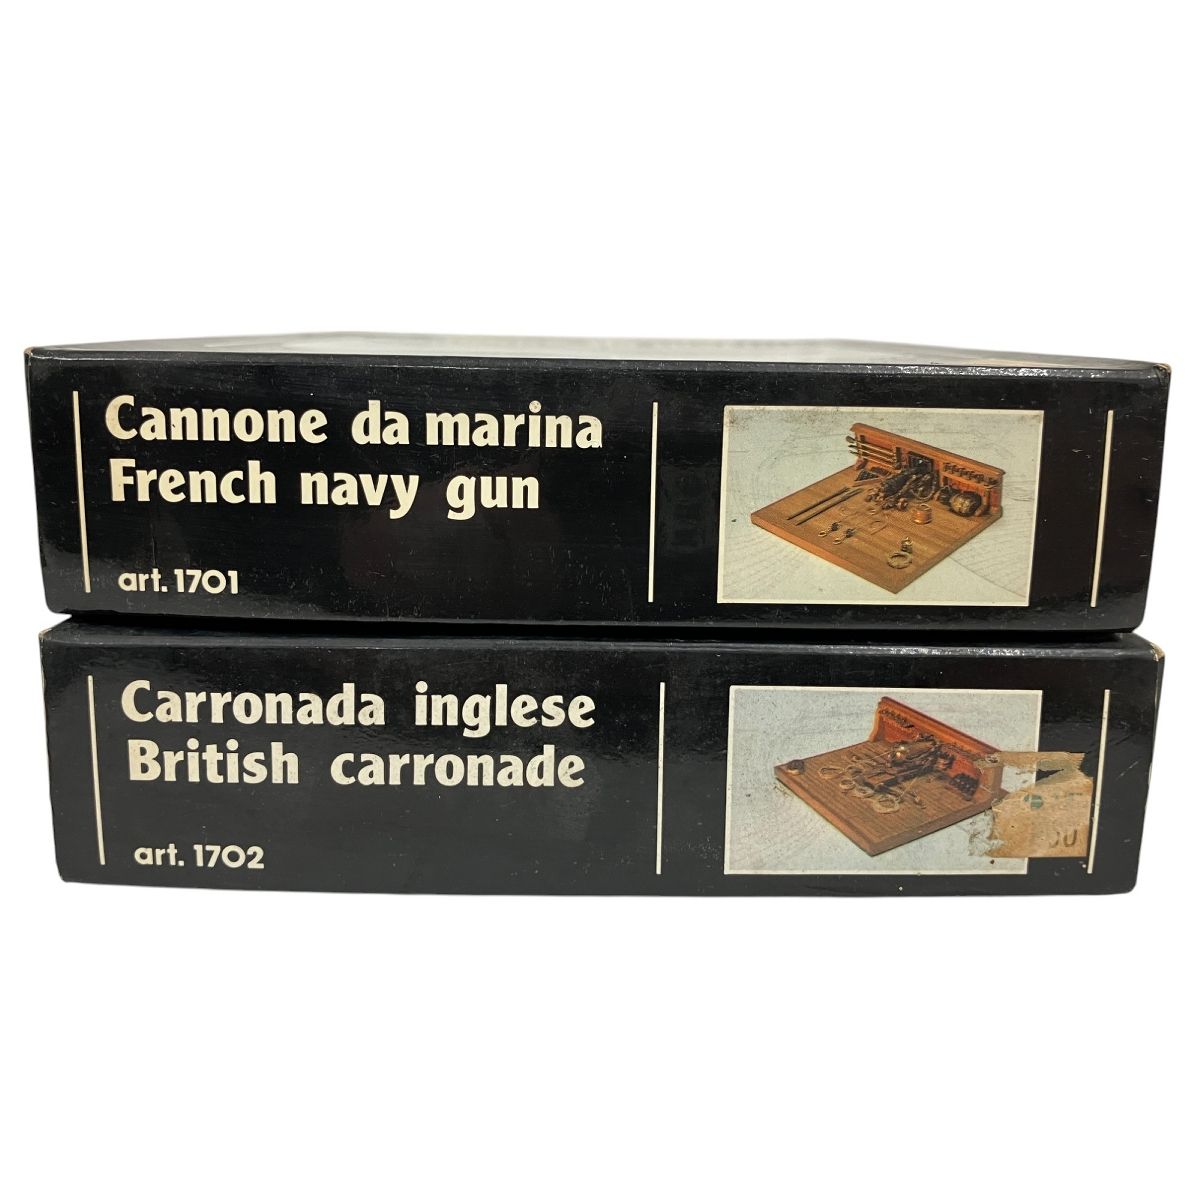 Cannone da marina
French navy gun
art. 1701
Carronada inglese
British carronade
art. 1702